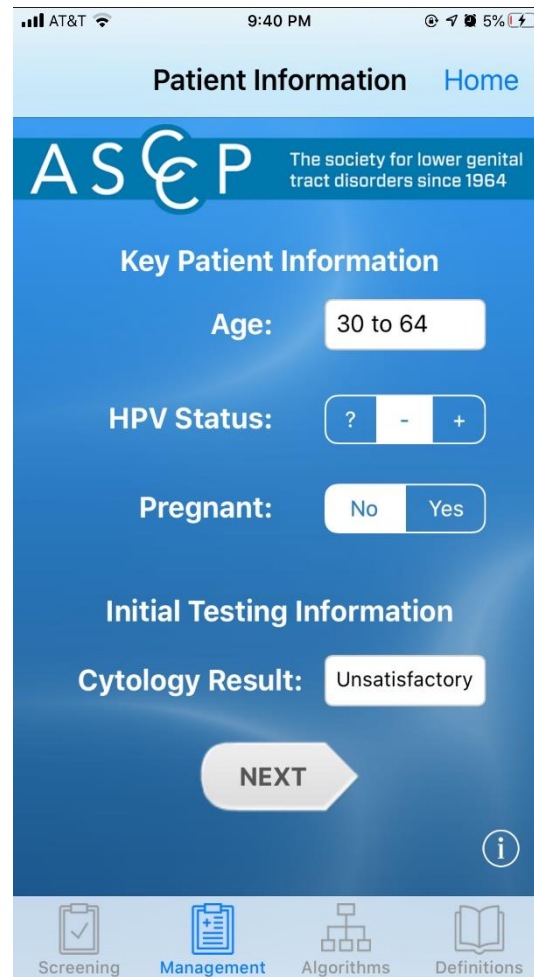 AT&T 9:40 PM 5%
Patient Information Home
ASCCP The society for lower genital
tract disorders since 1964
Key Patient Information
Age: 30 to 64
HPV Status: ? - +
Pregnant: No Yes
Initial Testing Information
Cytology Result: Unsatisfactory
NEXT
i
Screening Management Algorithms Definitions